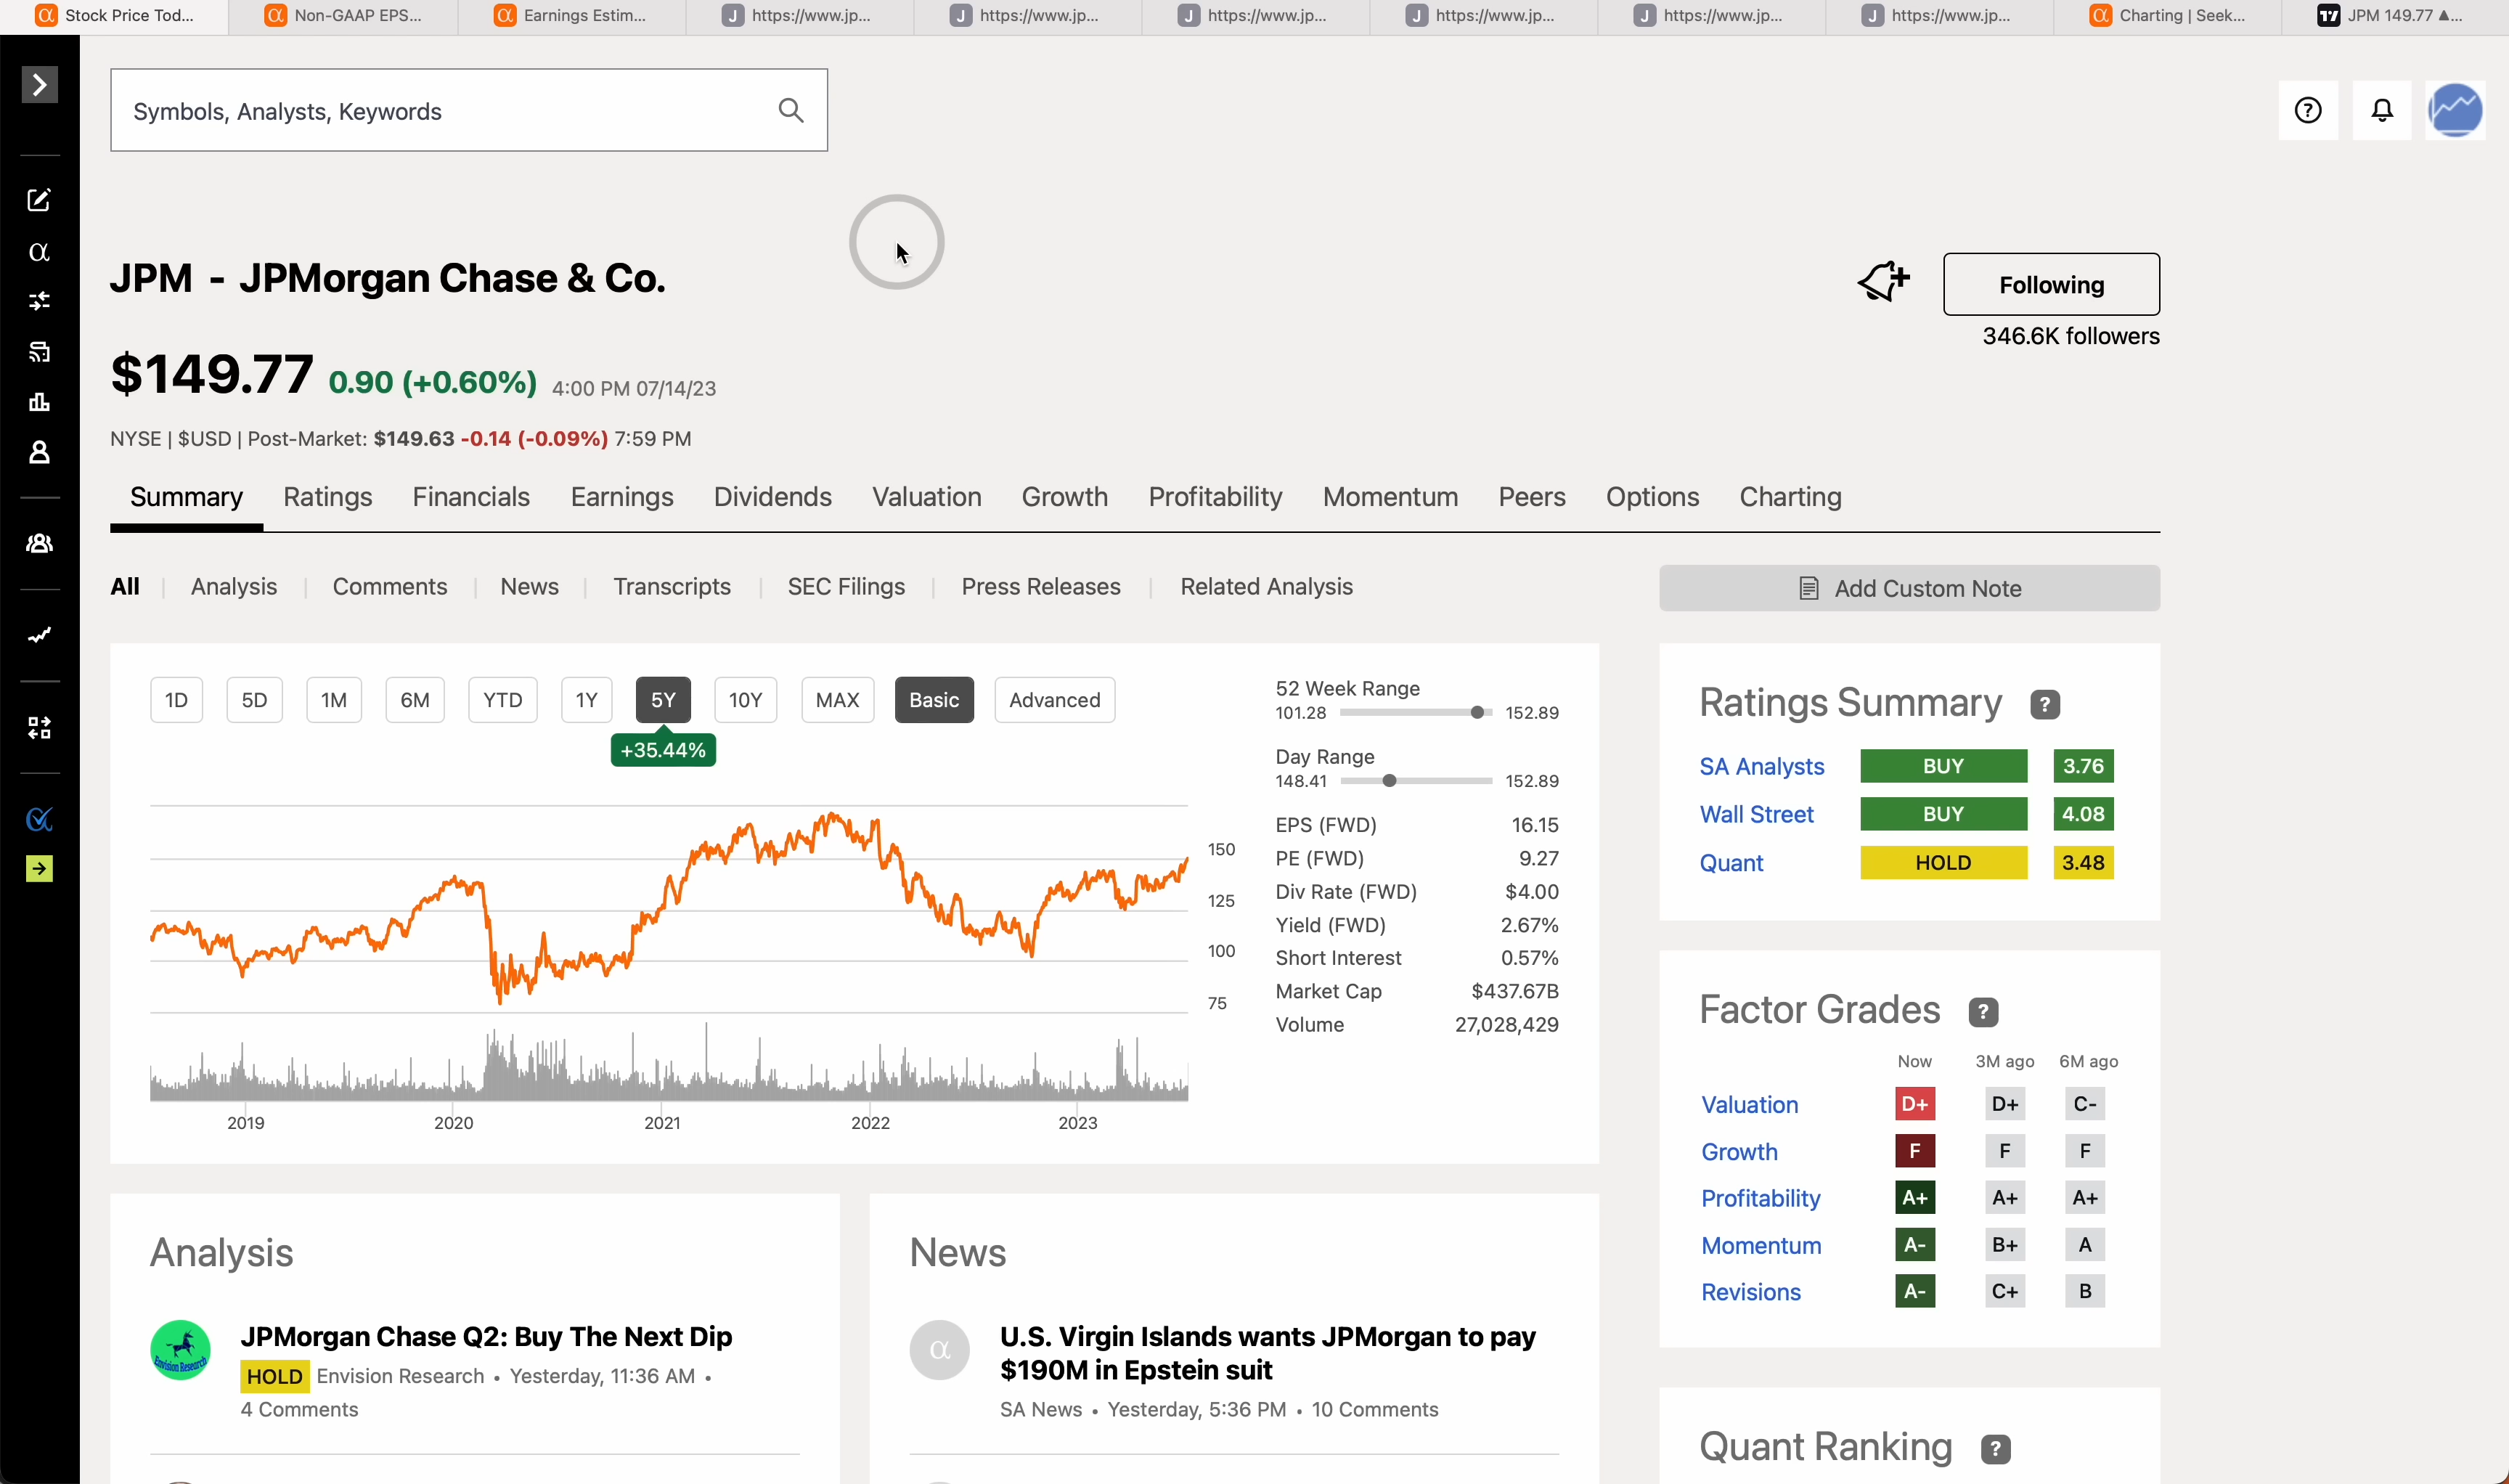 Stock Price Tod...
Non-GAAP EPS...
Earnings Estim...
J https://www.jp...
J https://www.jp...
J https://www.jp...
J https://www.jp...
J https://www.jp...
J https://www.jp...
Charting | Seek...
JPM 149.77 ▲...
Symbols, Analysts, Keywords
JPM - JPMorgan Chase & Co.
Following
346.6K followers
$149.77 0.90 (+0.60%) 4:00 PM 07/14/23
NYSE | $USD | Post-Market: $149.63 -0.14 (-0.09%) 7:59 PM
Summary Ratings Financials Earnings Dividends Valuation Growth Profitability Momentum Peers Options Charting
All | Analysis | Comments | News | Transcripts | SEC Filings | Press Releases | Related Analysis
Add Custom Note
1D 5D 1M 6M YTD 1Y 5Y 10Y MAX Basic Advanced
+35.44%
150
125
100
75
2019 2020 2021 2022 2023
52 Week Range
101.28 152.89
Day Range
148.41 152.89
EPS (FWD) 16.15
PE (FWD) 9.27
Div Rate (FWD) $4.00
Yield (FWD) 2.67%
Short Interest 0.57%
Market Cap $437.67B
Volume 27,028,429
Ratings Summary ?
SA Analysts BUY 3.76
Wall Street BUY 4.08
Quant HOLD 3.48
Factor Grades ?
Now 3M ago 6M ago
Valuation D+ D+ C-
Growth F F F
Profitability A+ A+ A+
Momentum A- B+ A
Revisions A- C+ B
Quant Ranking ?
Analysis
Envision Research
JPMorgan Chase Q2: Buy The Next Dip
HOLD Envision Research • Yesterday, 11:36 AM •
4 Comments
News
α
U.S. Virgin Islands wants JPMorgan to pay
$190M in Epstein suit
SA News • Yesterday, 5:36 PM • 10 Comments